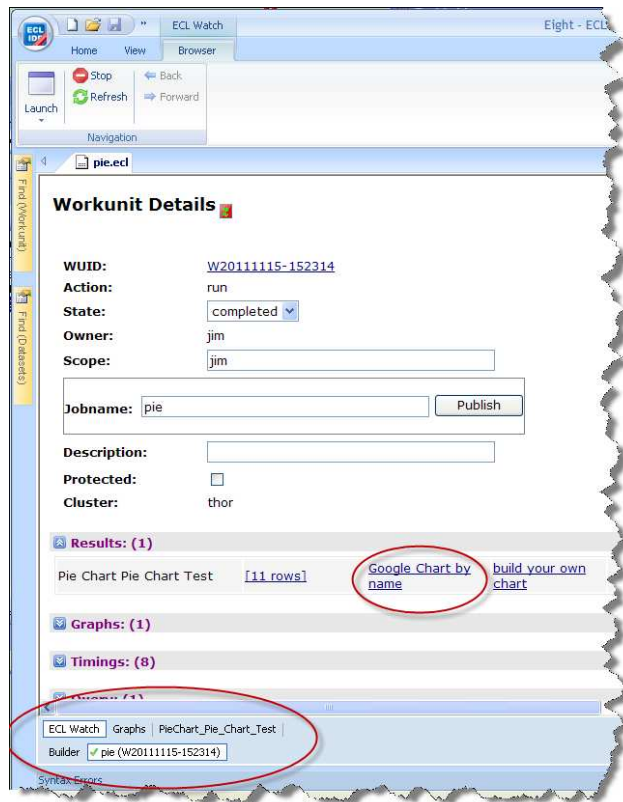 ECL IDE
ECL Watch
Eight - ECL
Home View Browser
Launch
Stop
Back
Refresh
Forward
Navigation
pie.ecl
Find (Workunit)
Find (Datasets)
Workunit Details
WUID: W20111115-152314
Action: run
State: completed
Owner: jim
Scope: jim
Jobname: pie Publish
Description:
Protected:
Cluster: thor
Results: (1)
Pie Chart Pie Chart Test [11 rows] Google Chart by name build your own chart
Graphs: (1)
Timings: (8)
Query: (1)
ECL Watch Graphs PieChart_Pie_Chart_Test
Builder pie (W20111115-152314)
Syntax Errors